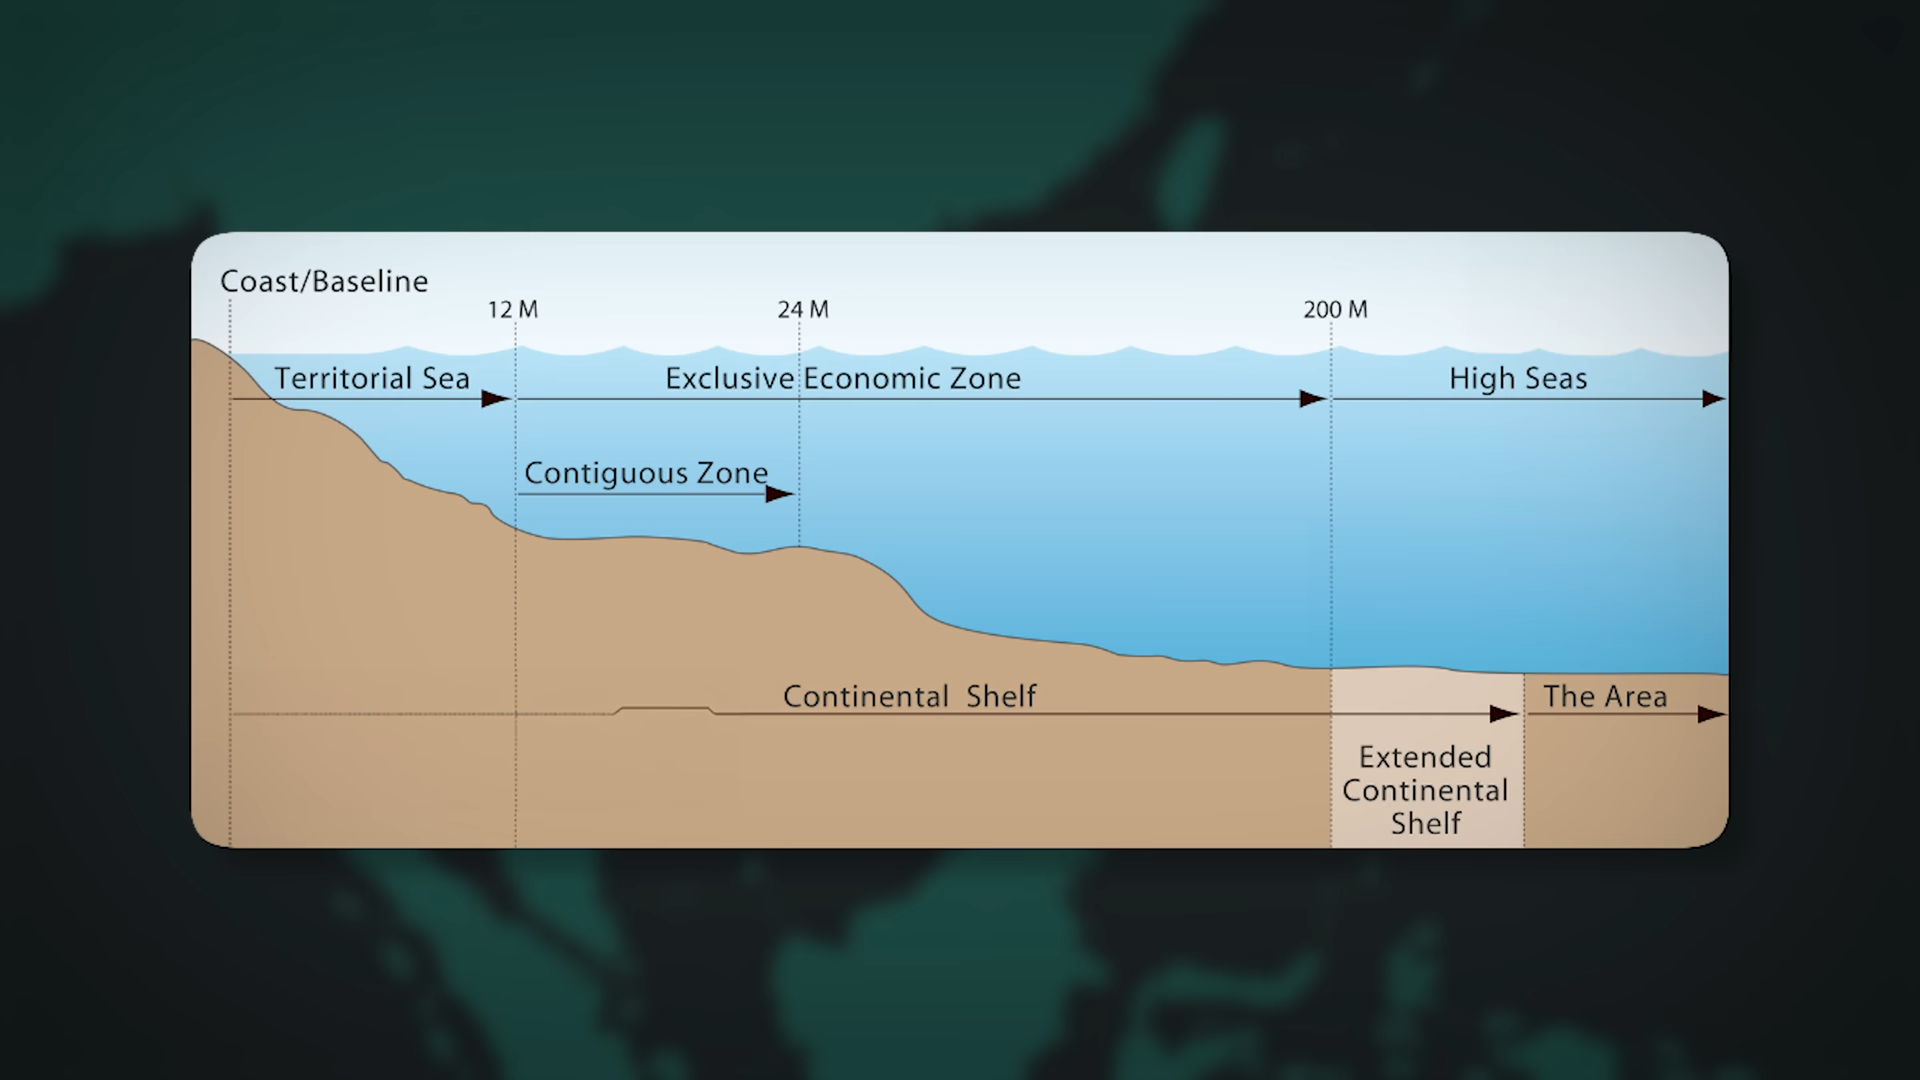 Coast/Baseline
12 M
24 M
200 M
Territorial Sea
Exclusive Economic Zone
High Seas
Contiguous Zone
Continental Shelf
The Area
Extended
Continental
Shelf